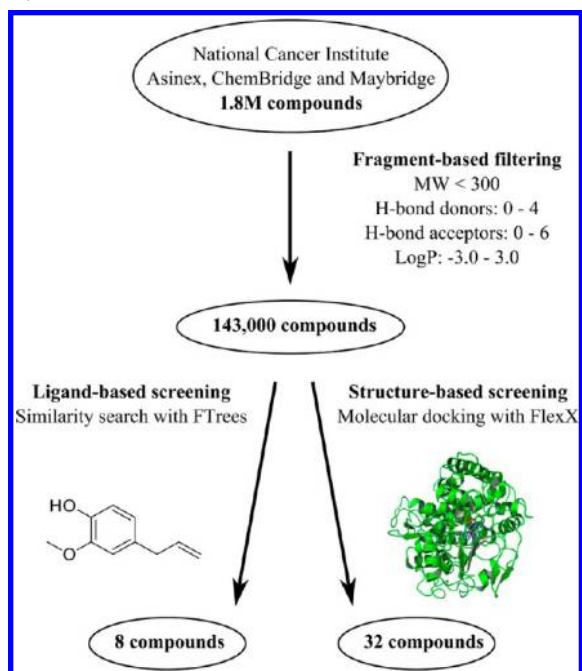 National Cancer Institute
Asinex, ChemBridge and Maybridge
1.8M compounds
Fragment-based filtering
MW < 300
H-bond donors: 0 - 4
H-bond acceptors: 0 - 6
LogP: -3.0 - 3.0
143,000 compounds
Ligand-based screening
Similarity search with FTrees
Structure-based screening
Molecular docking with FlexX
HO
O
8 compounds
32 compounds